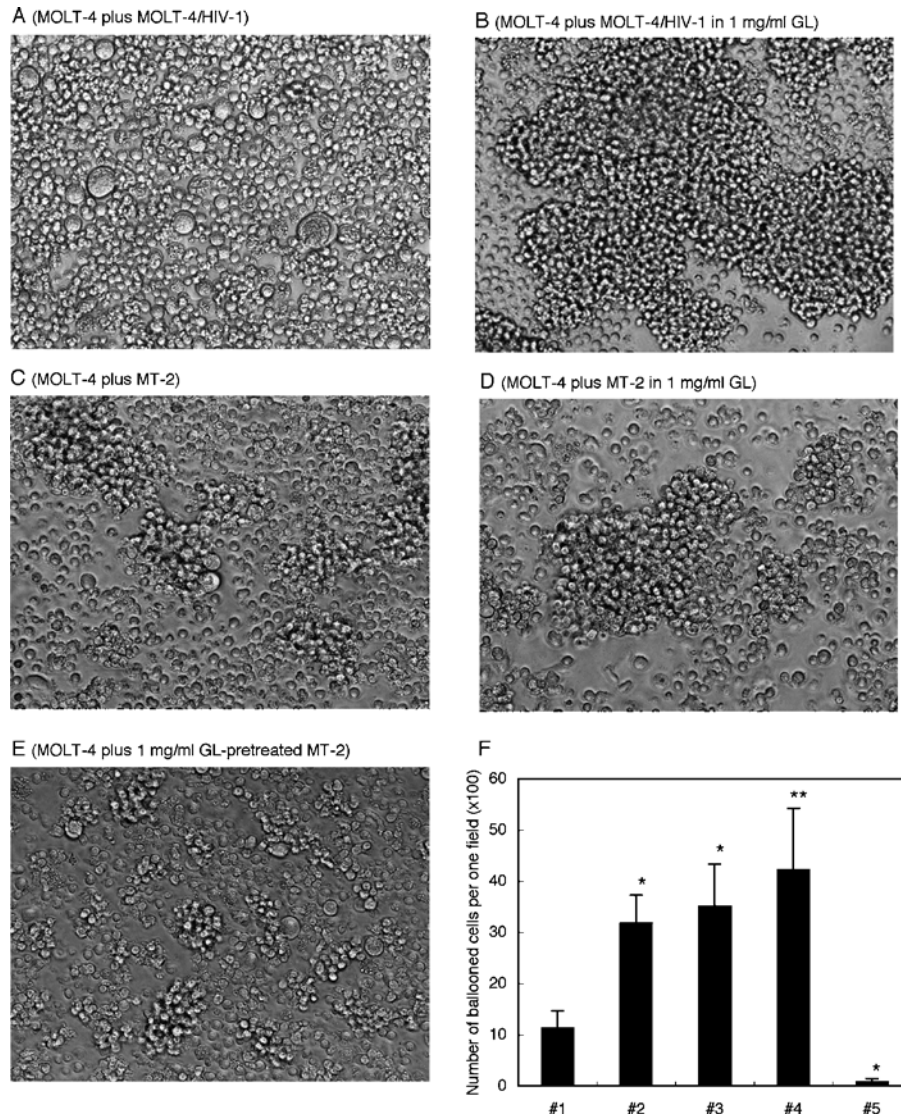 A (MOLT-4 plus MOLT-4/HIV-1)
B (MOLT-4 plus MOLT-4/HIV-1 in 1 mg/ml GL)
C (MOLT-4 plus MT-2)
D (MOLT-4 plus MT-2 in 1 mg/ml GL)
E (MOLT-4 plus 1 mg/ml GL-pretreated MT-2)
F
Number of ballooned cells per one field (x100)
60
50
40
30
20
10
0
*
*
**
*
#1 #2 #3 #4 #5